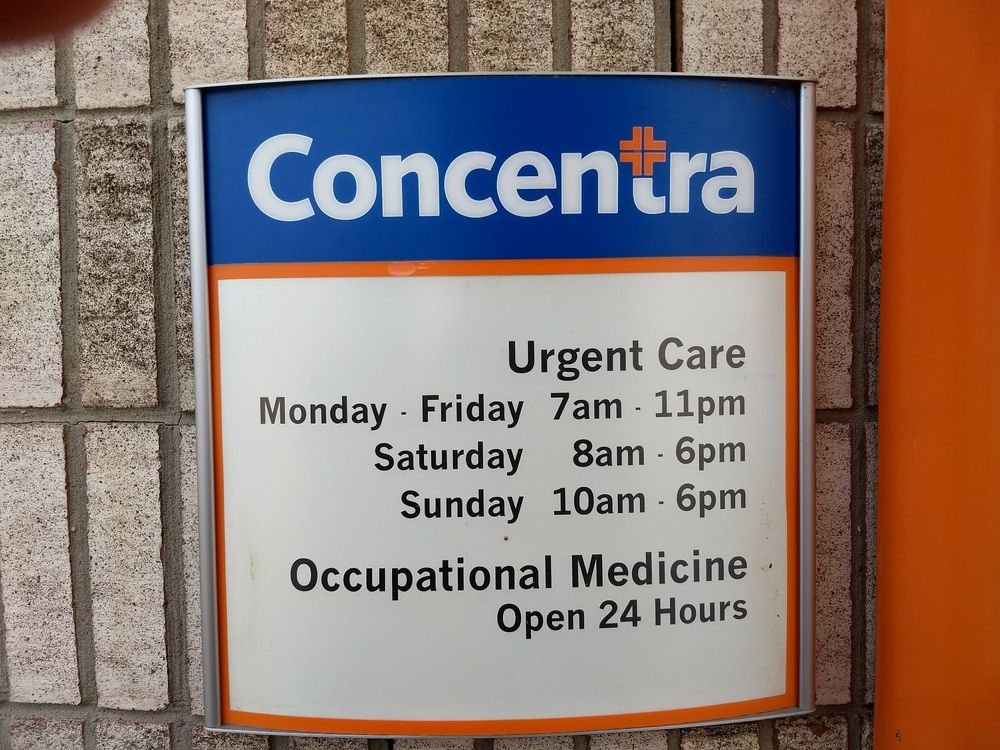 Concentra
Urgent Care
Monday - Friday 7am - 11pm
Saturday 8am - 6pm
Sunday 10am - 6pm
Occupational Medicine
Open 24 Hours